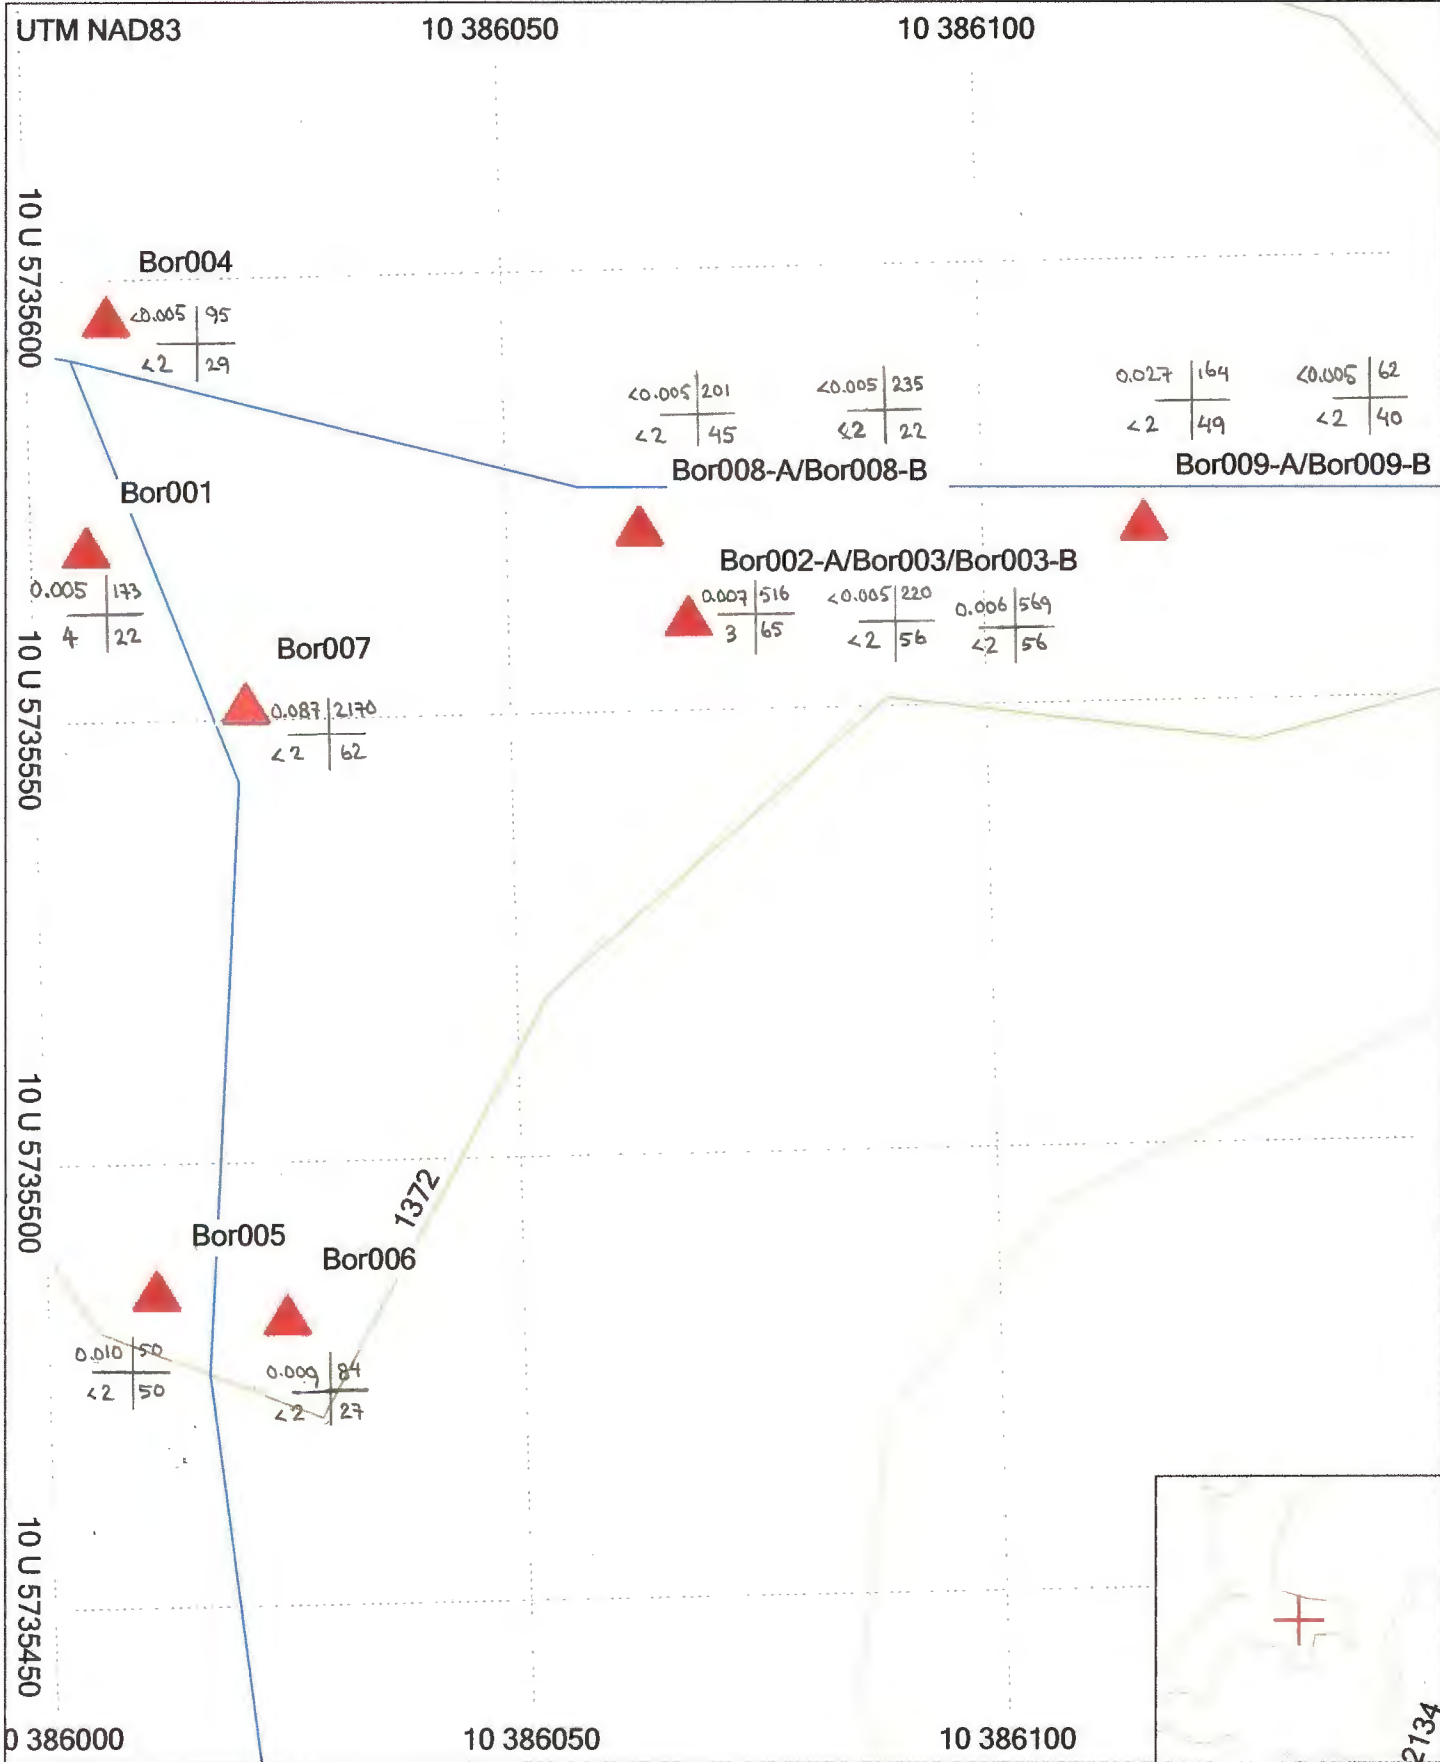 UTM NAD83
10 386050
10 386100
10 U 5735600
Bor004
<0.005 95
<2 29
<0.005 201
<2 45
<0.005 235
<2 22
0.027 164
<2 49
<0.005 62
<2 40
Bor008-A/Bor008-B
Bor009-A/Bor009-B
Bor001
0.005 173
4 22
Bor002-A/Bor003/Bor003-B
0.007 516
3 65
<0.005 220
<2 56
0.006 569
<2 56
10 U 5735550
Bor007
0.087 2170
<2 62
10 U 5735500
1372
Bor005
Bor006
0.010 50
<2 50
0.009 84
<2 27
10 U 5735450
2134
0 386000
10 386050
10 386100